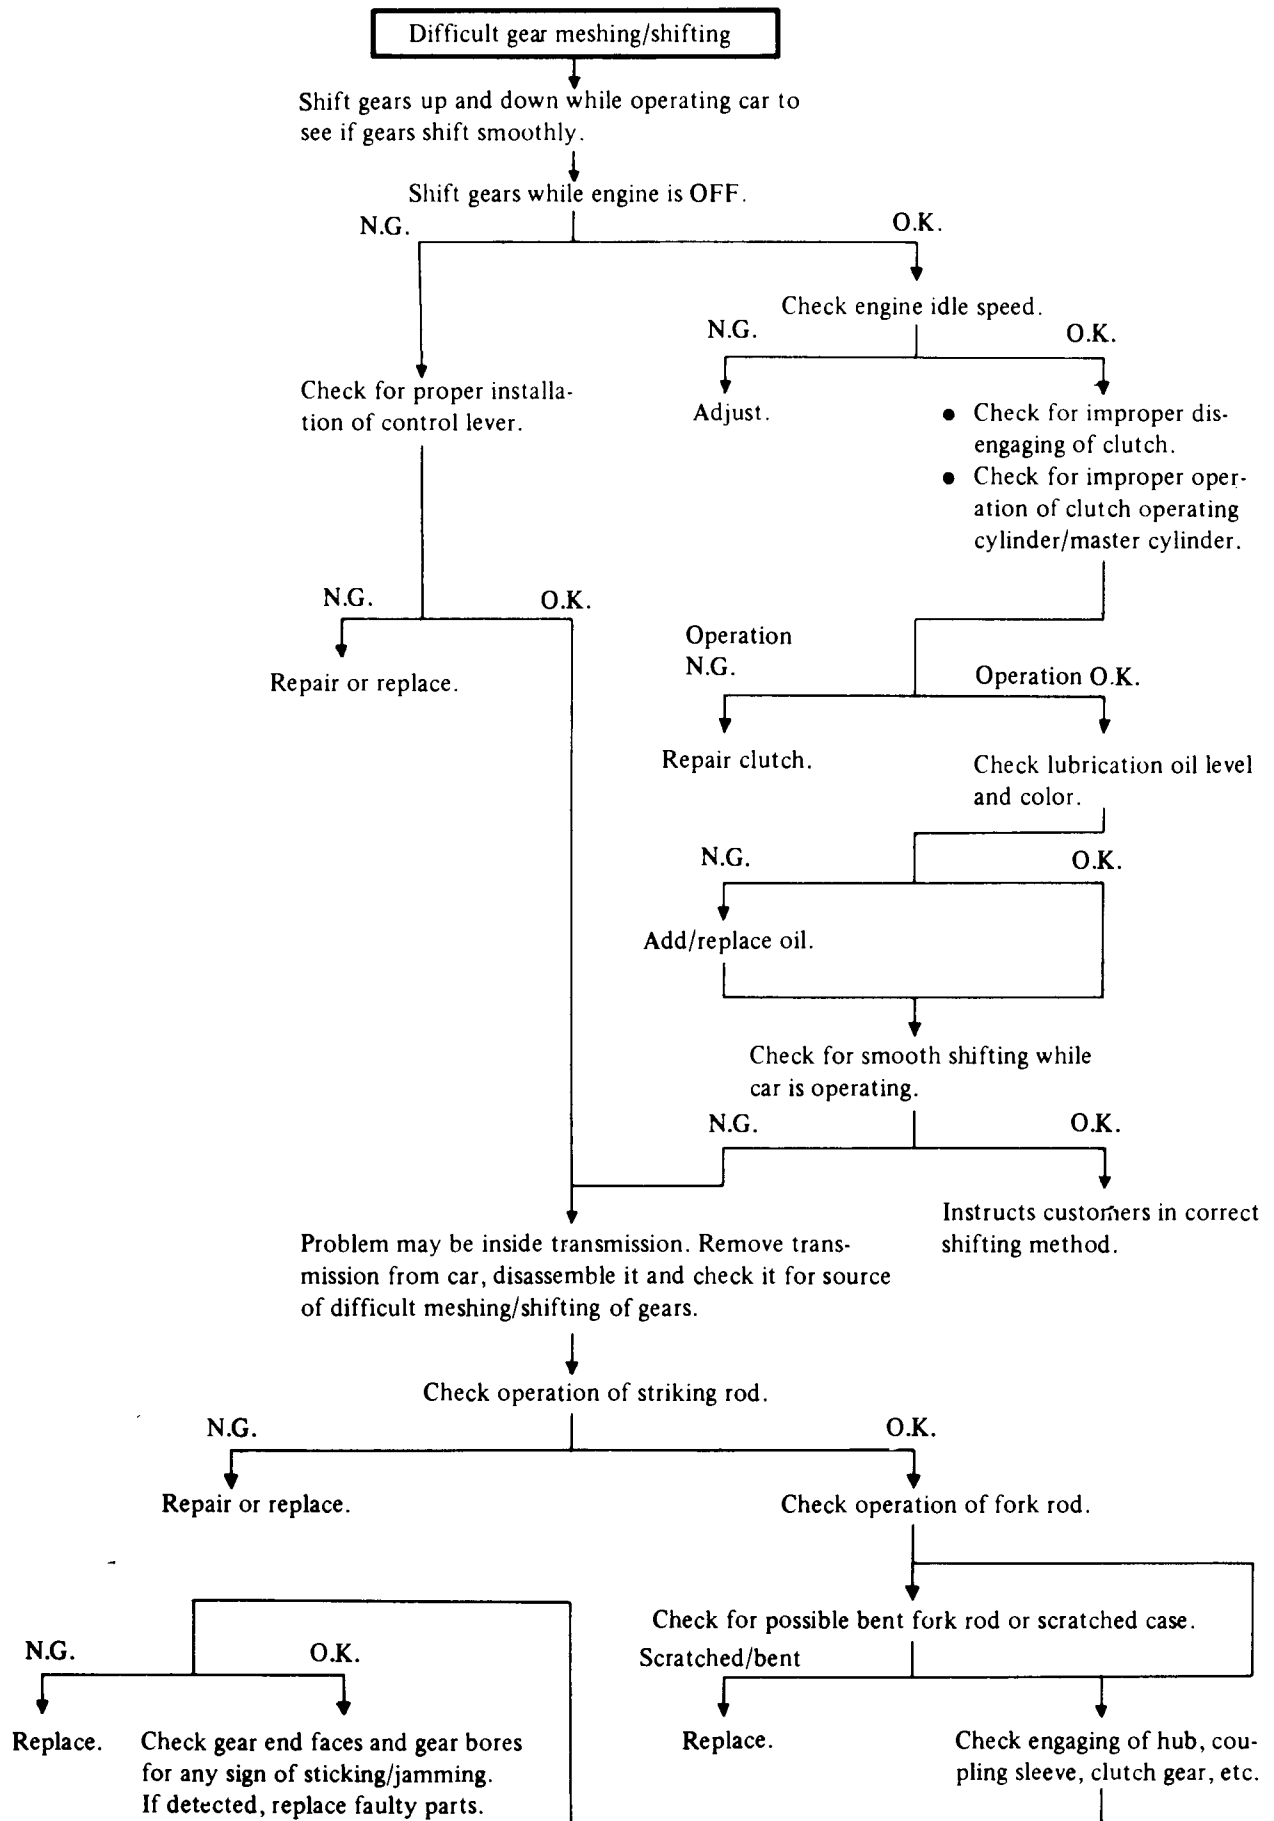 Difficult gear meshing/shifting
Shift gears up and down while operating car to
see if gears shift smoothly.
Shift gears while engine is OFF.
N.G.
O.K.
Check engine idle speed.
N.G.
O.K.
Check for proper installa-
tion of control lever.
Adjust.
● Check for improper dis-
engaging of clutch.
● Check for improper oper-
ation of clutch operating
cylinder/master cylinder.
N.G.
O.K.
Repair or replace.
Operation
N.G.
Operation O.K.
Repair clutch.
Check lubrication oil level
and color.
N.G.
O.K.
Add/replace oil.
Check for smooth shifting while
car is operating.
N.G.
O.K.
Instructs customers in correct
shifting method.
Problem may be inside transmission. Remove trans-
mission from car, disassemble it and check it for source
of difficult meshing/shifting of gears.
Check operation of striking rod.
N.G.
O.K.
Repair or replace.
Check operation of fork rod.
Check for possible bent fork rod or scratched case.
Scratched/bent
N.G.
O.K.
Replace.
Check gear end faces and gear bores
for any sign of sticking/jamming.
If detected, replace faulty parts.
Replace.
Check engaging of hub, cou-
pling sleeve, clutch gear, etc.